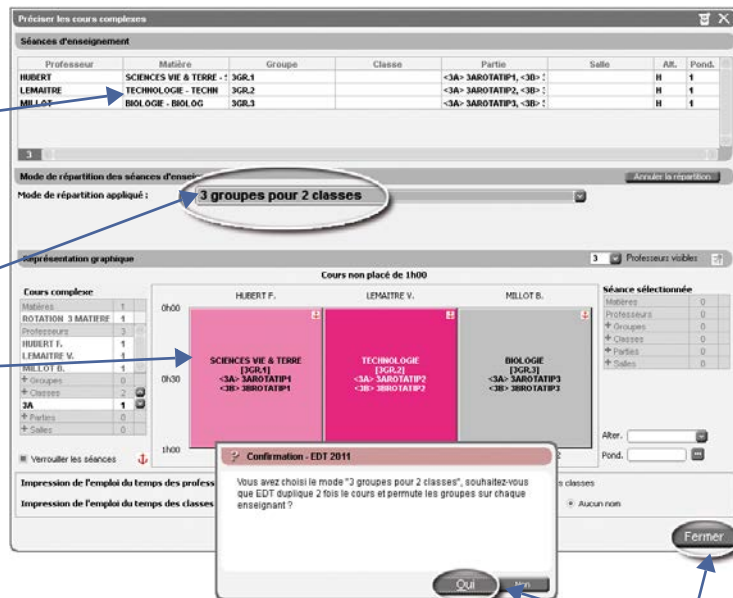 Préciser les cours complexes
Séances d'enseignement
Professeur Matière Groupe Classe Partie Salle Alt. Pond.
HUBERT SCIENCES VIE & TERRE - S 3GR.1 <3A> 3AROTATIP1, <3B> : H 1
LEMAITRE TECHNOLOGIE - TECHN 3GR.2 <3A> 3AROTATIP2, <3B> : H 1
MILLOT BIOLOGIE - BIOLOG 3GR.3 <3A> 3AROTATIP3, <3B> : H 1
3
Mode de répartition des séances d'enseig
Annuler la répartition
Mode de répartition appliqué : 3 groupes pour 2 classes
Représentation graphique
3 Professeurs visibles
Cours non placé de 1h00
Cours complexe
Matières 1
ROTATION 3 MATIERE 1
Professeurs 3
HUBERT F. 1
LEMAITRE V. 1
MILLOT B. 1
+ Groupes 0
+ Classes 2
3A 1
+ Parties 0
+ Salles 0
Verrouiller les séances
0h00
0h30
1h00
HUBERT F. LEMAITRE V. MILLOT B.
SCIENCES VIE & TERRE
[3GR.1]
<3A> 3AROTATIP1
<3B> 3BROTATIP1
TECHNOLOGIE
[3GR.2]
<3A> 3AROTATIP2
<3B> 3BROTATIP2
BIOLOGIE
[3GR.3]
<3A> 3AROTATIP3
<3B> 3BROTATIP3
Séance sélectionnée
Matières 0
Professeurs 0
+ Groupes 0
+ Classes 0
+ Parties 0
+ Salles 0
Alter.
Pond.
Impression de l'emploi du temps des profess
s classes
Impression de l'emploi du temps des classes
Aucun nom
Confirmation - EDT 2011
Vous avez choisi le mode "3 groupes pour 2 classes", souhaitez-vous
que EDT duplique 2 fois le cours et permute les groupes sur chaque
enseignant ?
Oui Non
Fermer